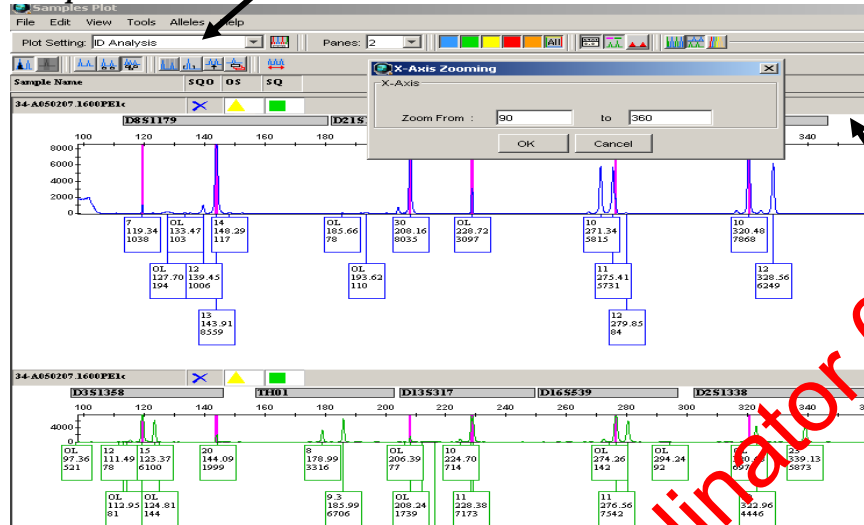 Samples Plot
File Edit View Tools Alleles Help
Plot Setting: ID Analysis Panes: 2 All
Sample Name SQO OS SQ
X-Axis Zooming
X-Axis
Zoom From : 90 to 360
OK Cancel
34-A050207.1600PE1c
D8S1179 D21S
100 120 140 160 180 340
8000
6000
4000
2000
0
7 119.34 1038
OL 133.47 103
14 148.29 117
OL 185.66 78
30 208.16 8035
OL 228.72 3097
10 271.34 5815
10 320.48 7868
OL 127.70 194
12 139.45 1006
OL 193.62 110
11 275.41 5731
12 328.56 6249
13 143.91 8559
12 279.85 84
34-A050207.1600PE1c
D3S1358 TH01 D13S317 D16S539 D2S1338
100 120 140 160 180 200 220 240 260 280 300 320 340
4000
0
OL 97.36 521
12 111.49 78
15 123.37 6100
20 144.09 1999
8 178.99 3316
OL 206.39 77
10 224.70 714
OL 274.26 142
OL 294.24 92
OL
23 339.13 5873
OL 112.95 81
OL 124.81 144
9.3 185.99 6706
OL 208.24 1739
11 228.38 7173
11 276.56 7542
322.96 4446
dinator